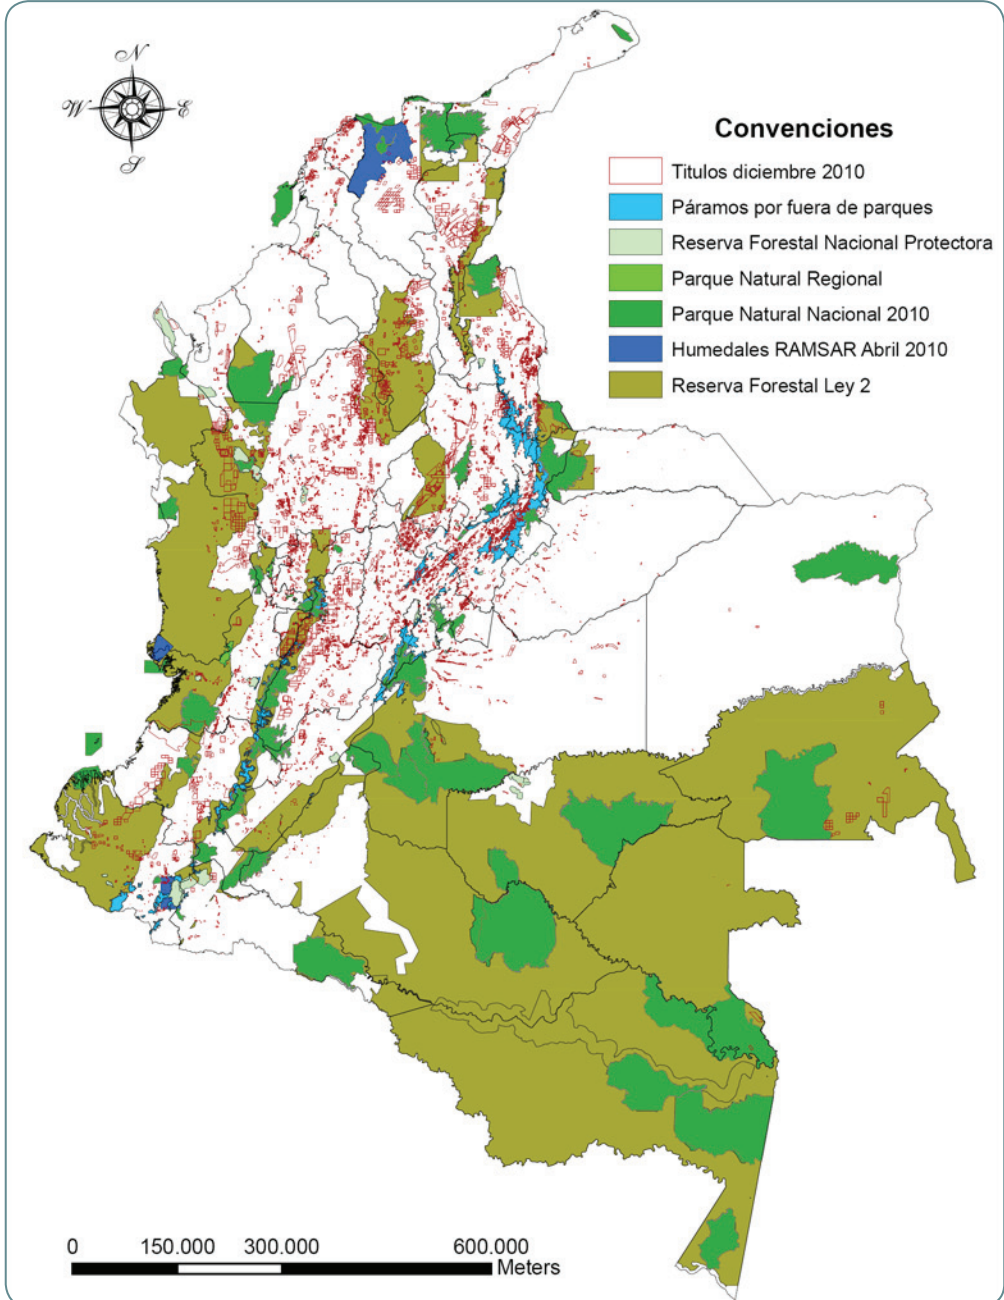 N
W E
S
Convenciones
Titulos diciembre 2010
Páramos por fuera de parques
Reserva Forestal Nacional Protectora
Parque Natural Regional
Parque Natural Nacional 2010
Humedales RAMSAR Abril 2010
Reserva Forestal Ley 2
0 150.000 300.000 600.000
Meters